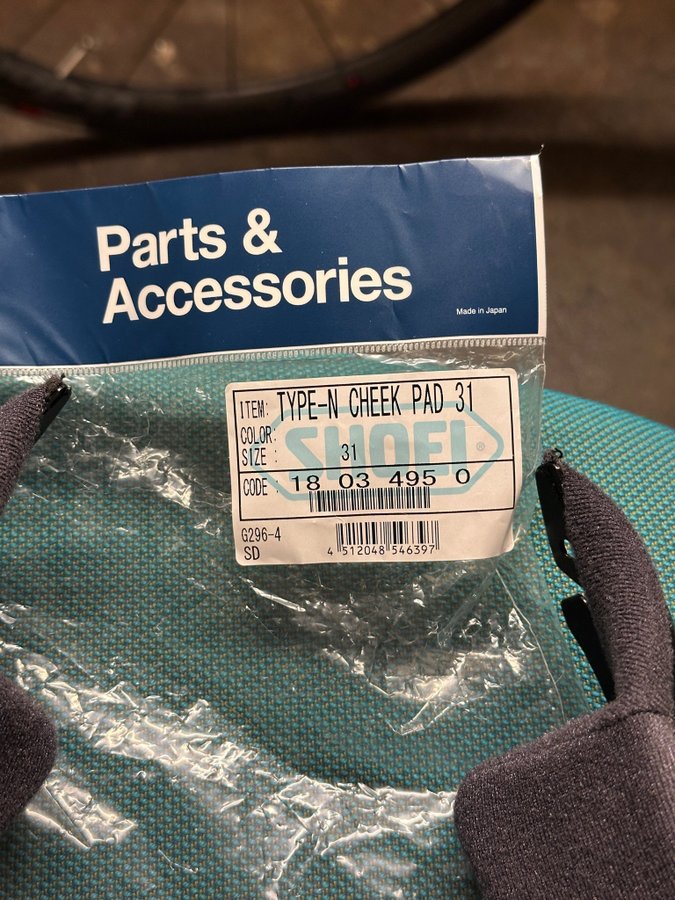 Parts &
Accessories
Made in Japan
ITEM: TYPE-N CHEEK PAD 31
COLOR:
SHOEI®
SIZE : 31
CODE : 18 03 495 0
G296-4
SD
4 512048 546397